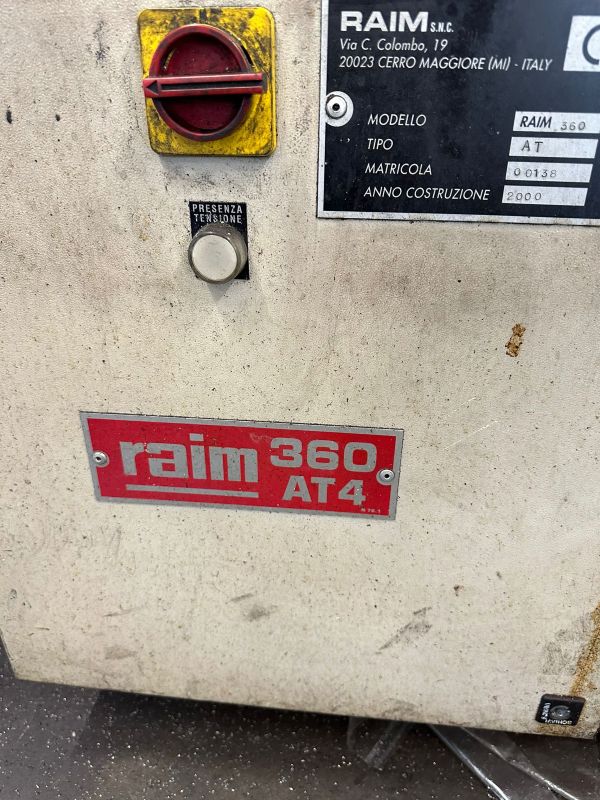 RAIM S.N.C.
Via C. Colombo, 19
20023 CERRO MAGGIORE (MI) - ITALY
MODELLO RAIM 360
TIPO AT
MATRICOLA 00138
ANNO COSTRUZIONE 2000
PRESENZA
TENSIONE
raim 360
AT4